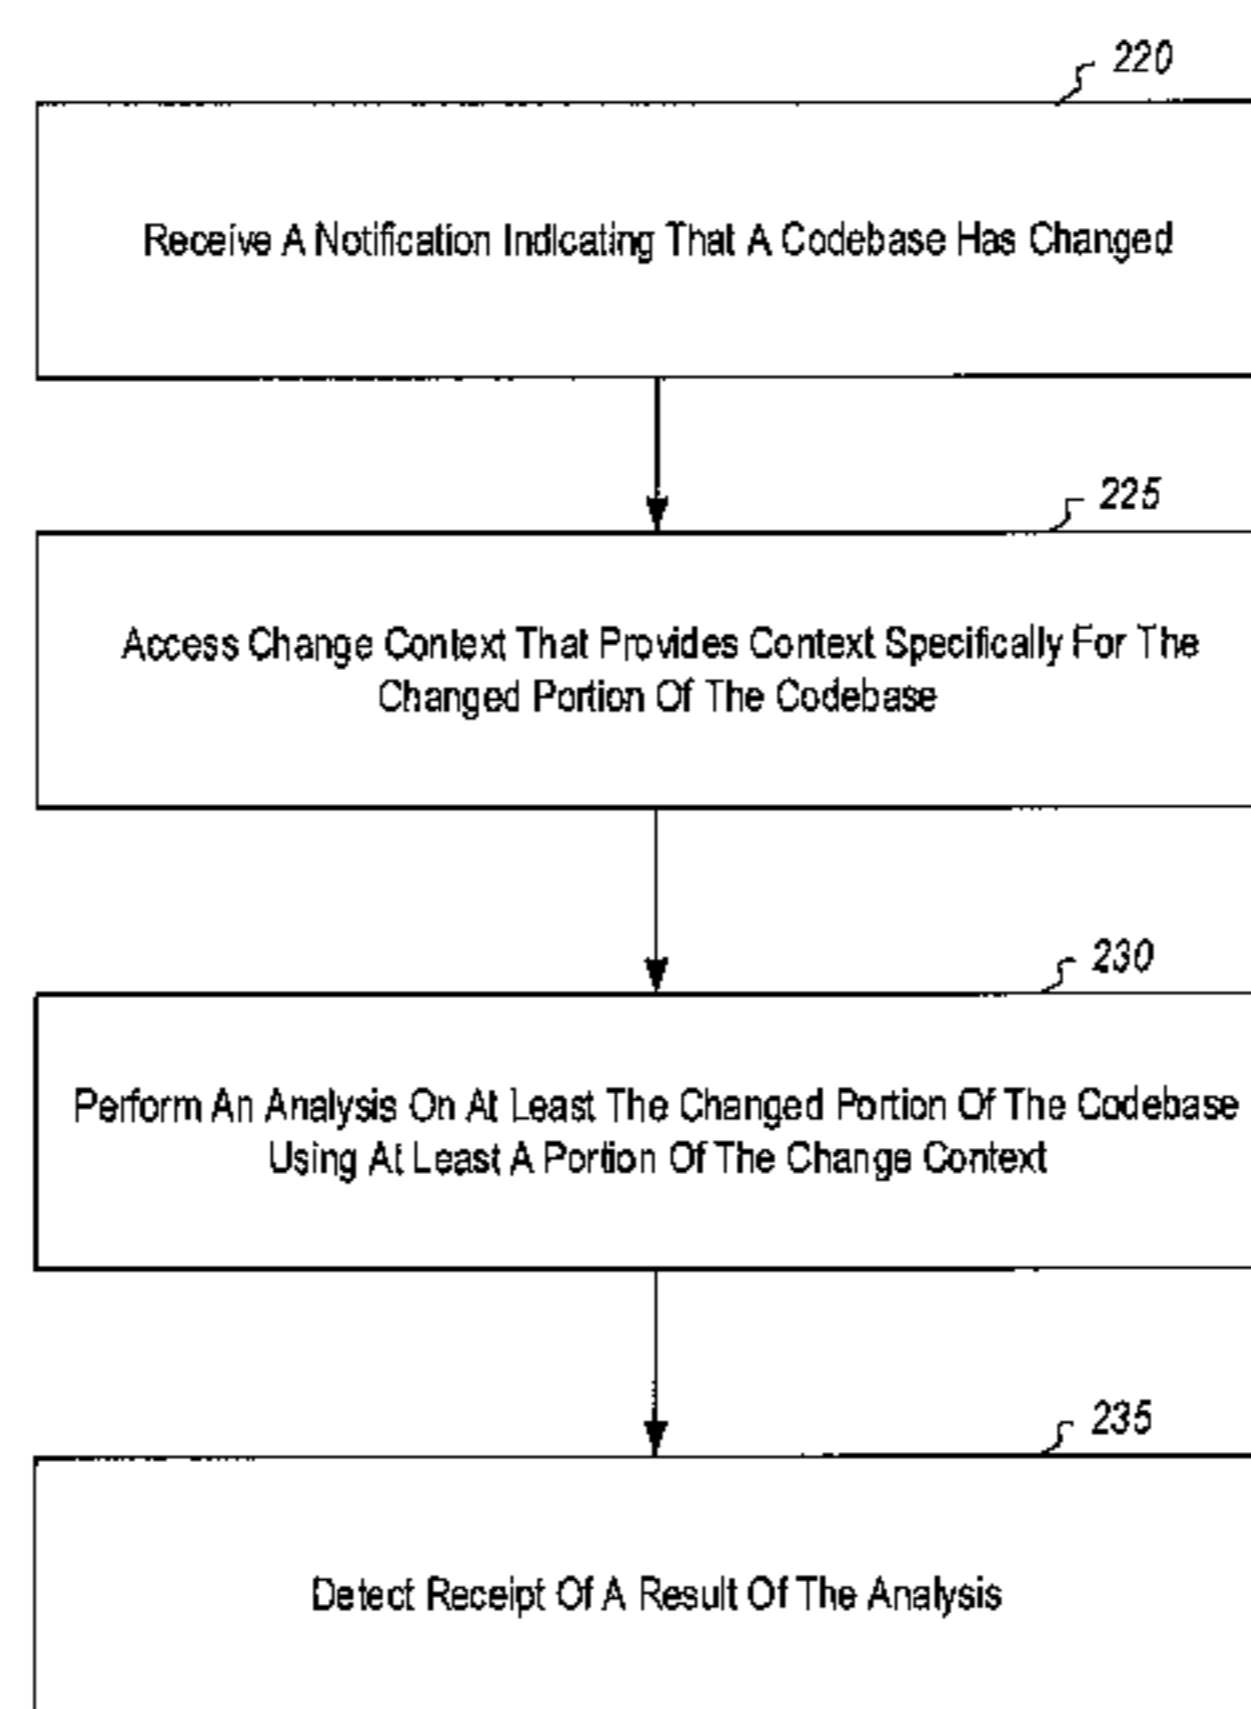 220
Receive A Notification Indicating That A Codebase Has Changed
225
Access Change Context That Provides Context Specifically For The
Changed Portion Of The Codebase
230
Perform An Analysis On At Least The Changed Portion Of The Codebase
Using At Least A Portion Of The Change Context
235
Detect Receipt Of A Result Of The Analysis